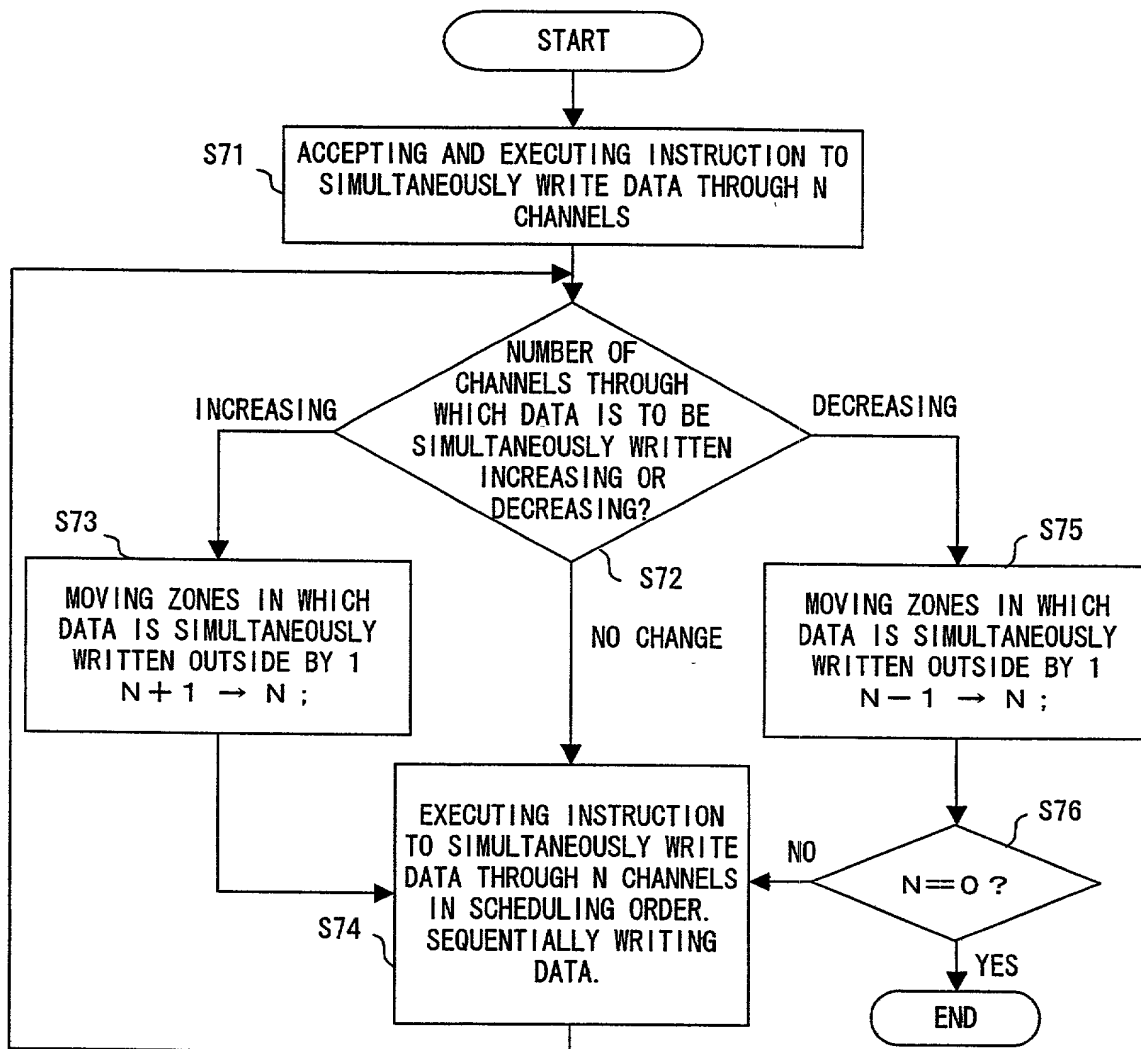 START
S71
ACCEPTING AND EXECUTING INSTRUCTION TO
SIMULTANEOUSLY WRITE DATA THROUGH N
CHANNELS
NUMBER OF
CHANNELS THROUGH
WHICH DATA IS TO BE
SIMULTANEOUSLY WRITTEN
INCREASING OR
DECREASING?
INCREASING
DECREASING
S72
NO CHANGE
S73
MOVING ZONES IN WHICH
DATA IS SIMULTANEOUSLY
WRITTEN OUTSIDE BY 1
N+1 → N ;
S75
MOVING ZONES IN WHICH
DATA IS SIMULTANEOUSLY
WRITTEN OUTSIDE BY 1
N−1 → N ;
S74
EXECUTING INSTRUCTION
TO SIMULTANEOUSLY WRITE
DATA THROUGH N CHANNELS
IN SCHEDULING ORDER.
SEQUENTIALLY WRITING
DATA.
S76
NO
N==0 ?
YES
END